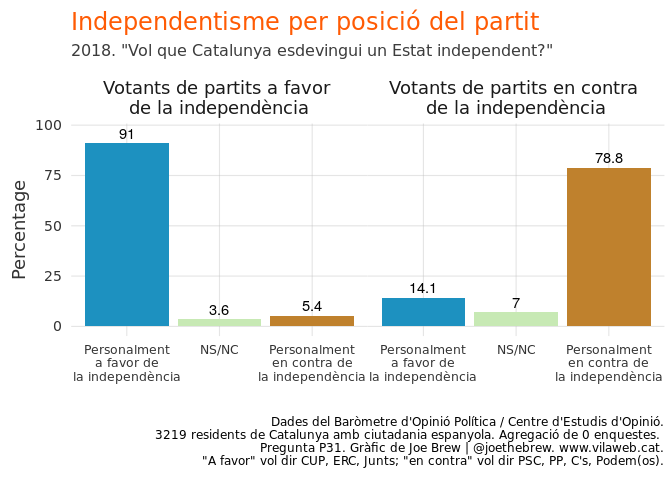 Independentisme per posició del partit
2018. "Vol que Catalunya esdevingui un Estat independent?"
Votants de partits a favor
de la independència
Votants de partits en contra
de la independència
Percentage
100
75
50
25
0
91
3.6
5.4
14.1
7
78.8
Personalment
a favor de
la independència
NS/NC
Personalment
en contra de
la independència
Personalment
a favor de
la independència
NS/NC
Personalment
en contra de
la independència
Dades del Baròmetre d'Opinió Política / Centre d'Estudis d'Opinió.
3219 residents de Catalunya amb ciutadania espanyola. Agregació de 0 enquestes.
Pregunta P31. Gràfic de Joe Brew | @joethebrew. www.vilaweb.cat.
"A favor" vol dir CUP, ERC, Junts; "en contra" vol dir PSC, PP, C's, Podem(os).